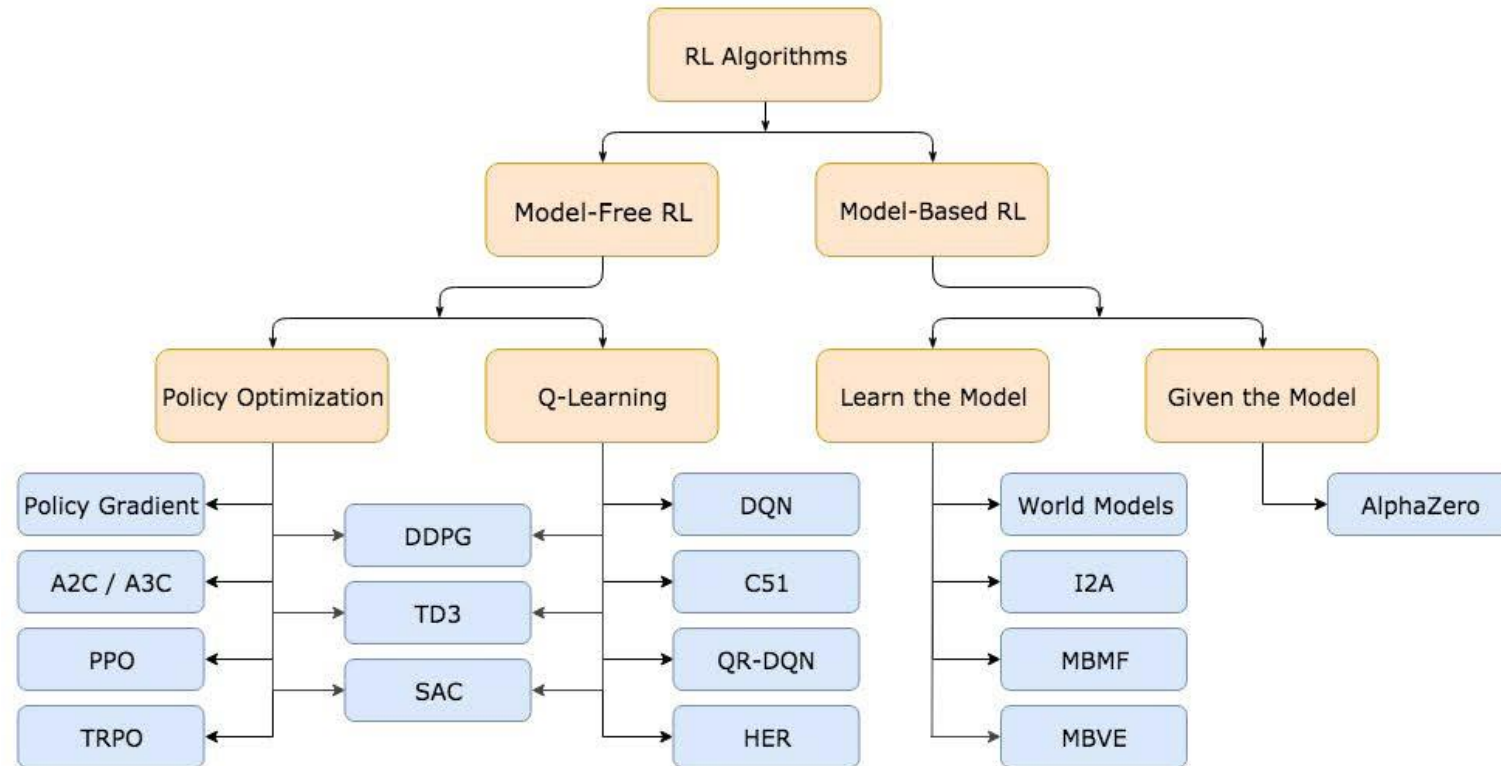 RL Algorithms
Model-Free RL
Model-Based RL
Policy Optimization
Q-Learning
Learn the Model
Given the Model
Policy Gradient
DDPG
DQN
World Models
AlphaZero
A2C / A3C
TD3
C51
I2A
PPO
SAC
QR-DQN
MBMF
TRPO
HER
MBVE